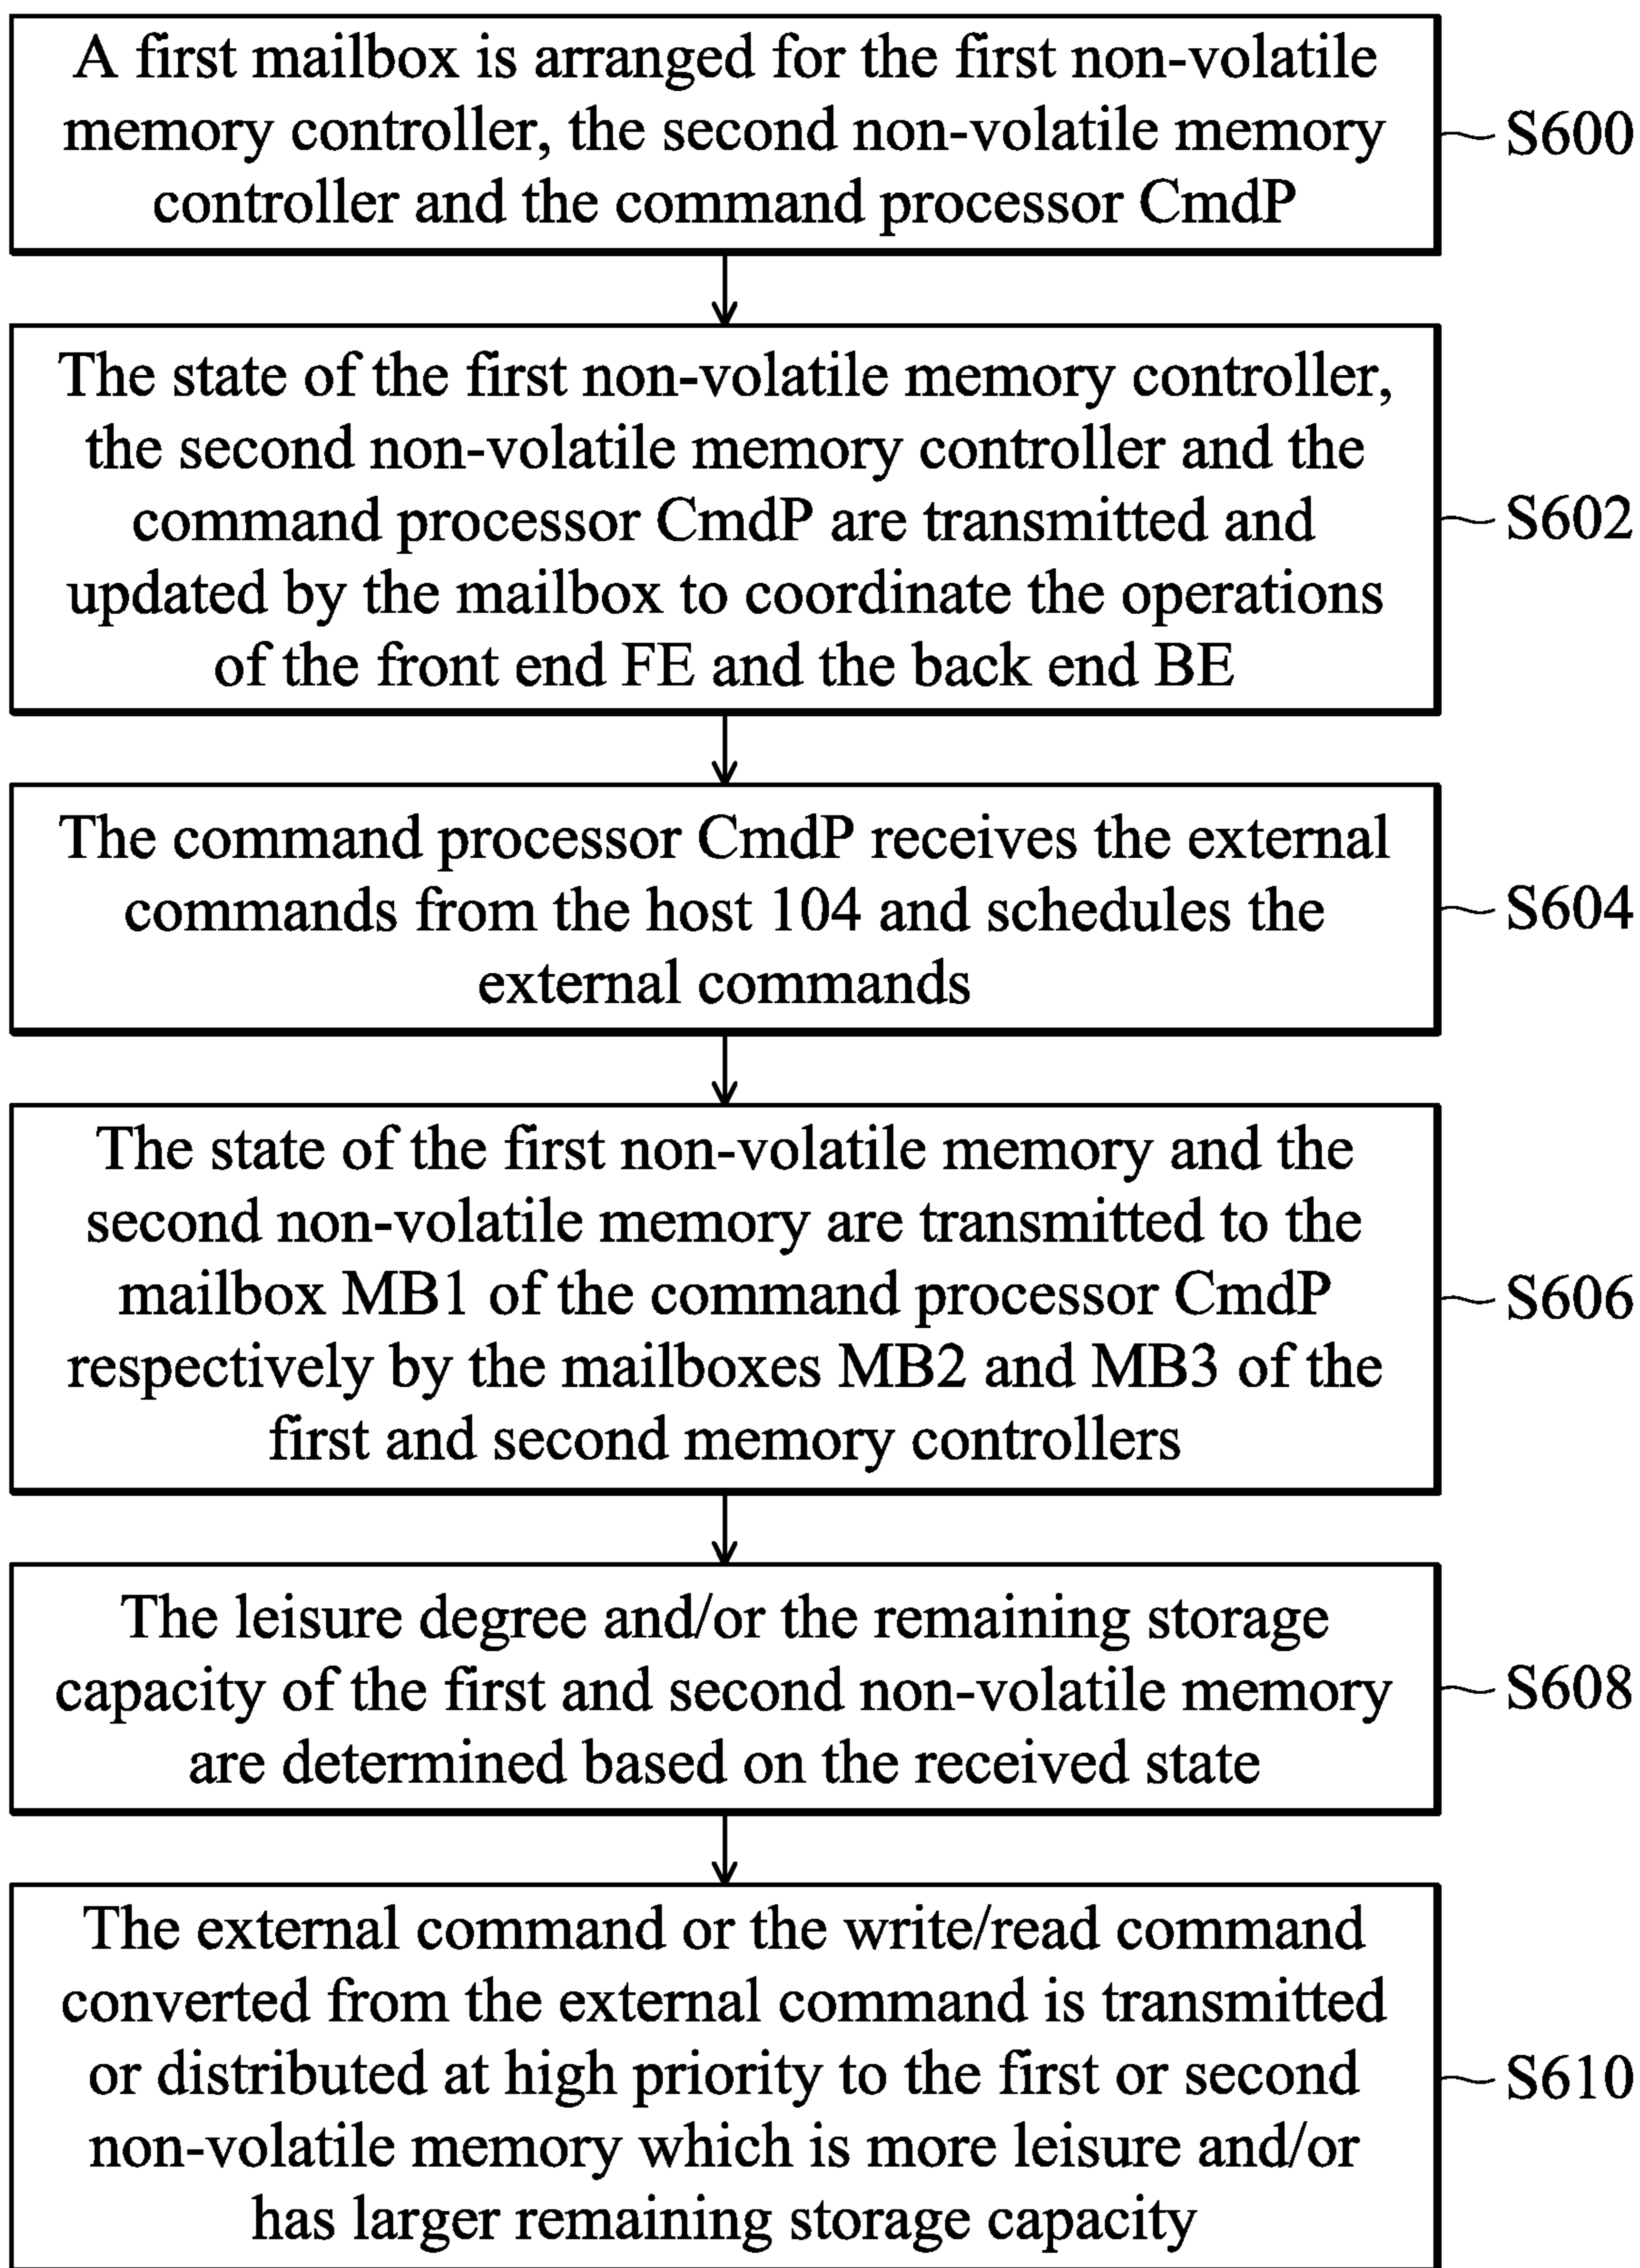 A first mailbox is arranged for the first non-volatile
memory controller, the second non-volatile memory
controller and the command processor CmdP
S600
The state of the first non-volatile memory controller,
the second non-volatile memory controller and the
command processor CmdP are transmitted and
updated by the mailbox to coordinate the operations
of the front end FE and the back end BE
S602
The command processor CmdP receives the external
commands from the host 104 and schedules the
external commands
S604
The state of the first non-volatile memory and the
second non-volatile memory are transmitted to the
mailbox MB1 of the command processor CmdP
respectively by the mailboxes MB2 and MB3 of the
first and second memory controllers
S606
The leisure degree and/or the remaining storage
capacity of the first and second non-volatile memory
are determined based on the received state
S608
The external command or the write/read command
converted from the external command is transmitted
or distributed at high priority to the first or second
non-volatile memory which is more leisure and/or
has larger remaining storage capacity
S610